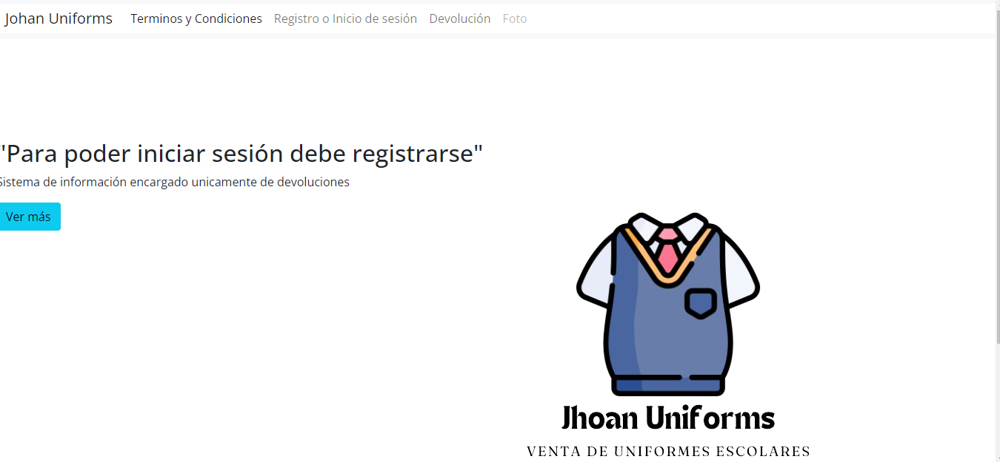 Johan Uniforms Terminos y Condiciones Registro o Inicio de sesión Devolución Foto
"Para poder iniciar sesión debe registrarse"
Sistema de información encargado unicamente de devoluciones
Ver más
Jhoan Uniforms
VENTA DE UNIFORMES ESCOLARES